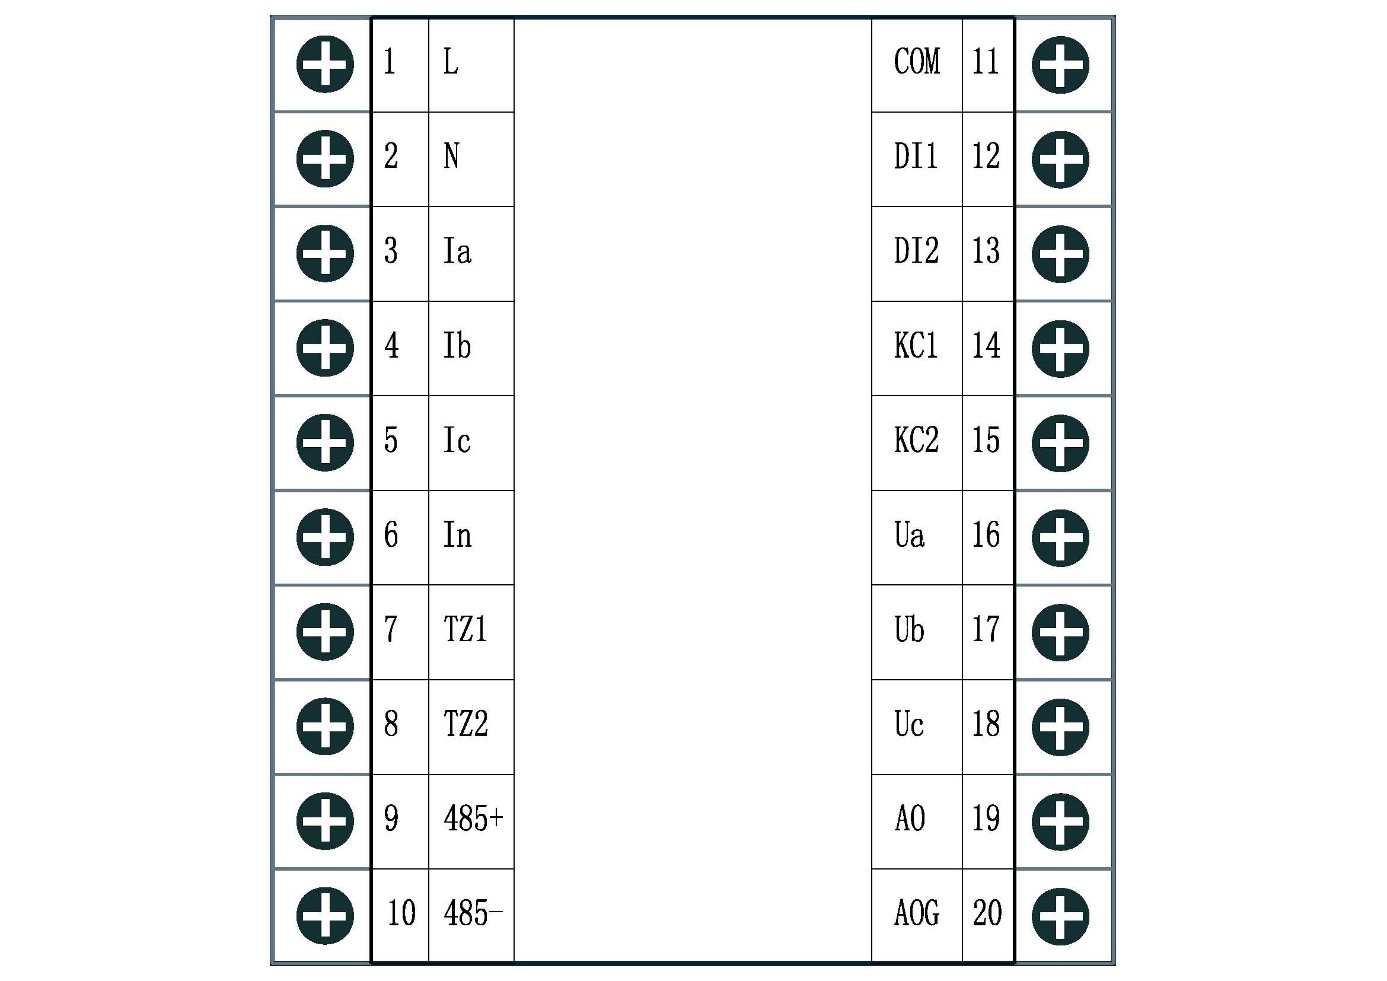 1 L COM 11
2 N DI1 12
3 Ia DI2 13
4 Ib KC1 14
5 Ic KC2 15
6 In Ua 16
7 TZ1 Ub 17
8 TZ2 Uc 18
9 485+ AO 19
10 485- AOG 20